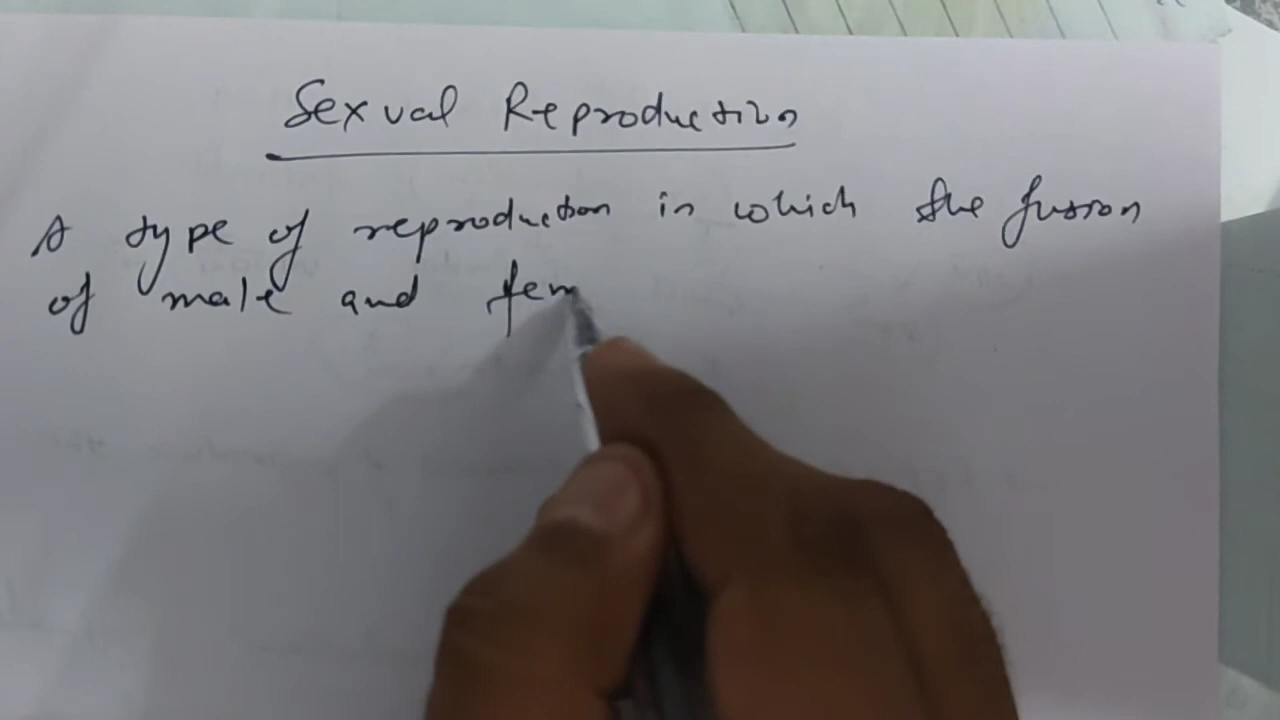 Sexual Reproduction
A type of reproduction in which the fusion
of male and fem